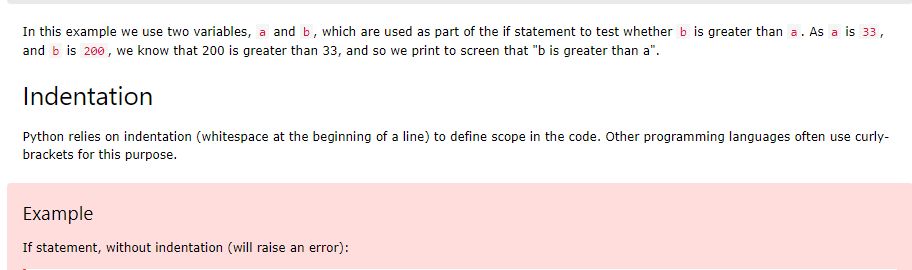 In this example we use two variables, a and b, which are used as part of the if statement to test whether b is greater than a. As a is 33,
and b is 200, we know that 200 is greater than 33, and so we print to screen that "b is greater than a".
Indentation
Python relies on indentation (whitespace at the beginning of a line) to define scope in the code. Other programming languages often use curly-
brackets for this purpose.
Example
If statement, without indentation (will raise an error):